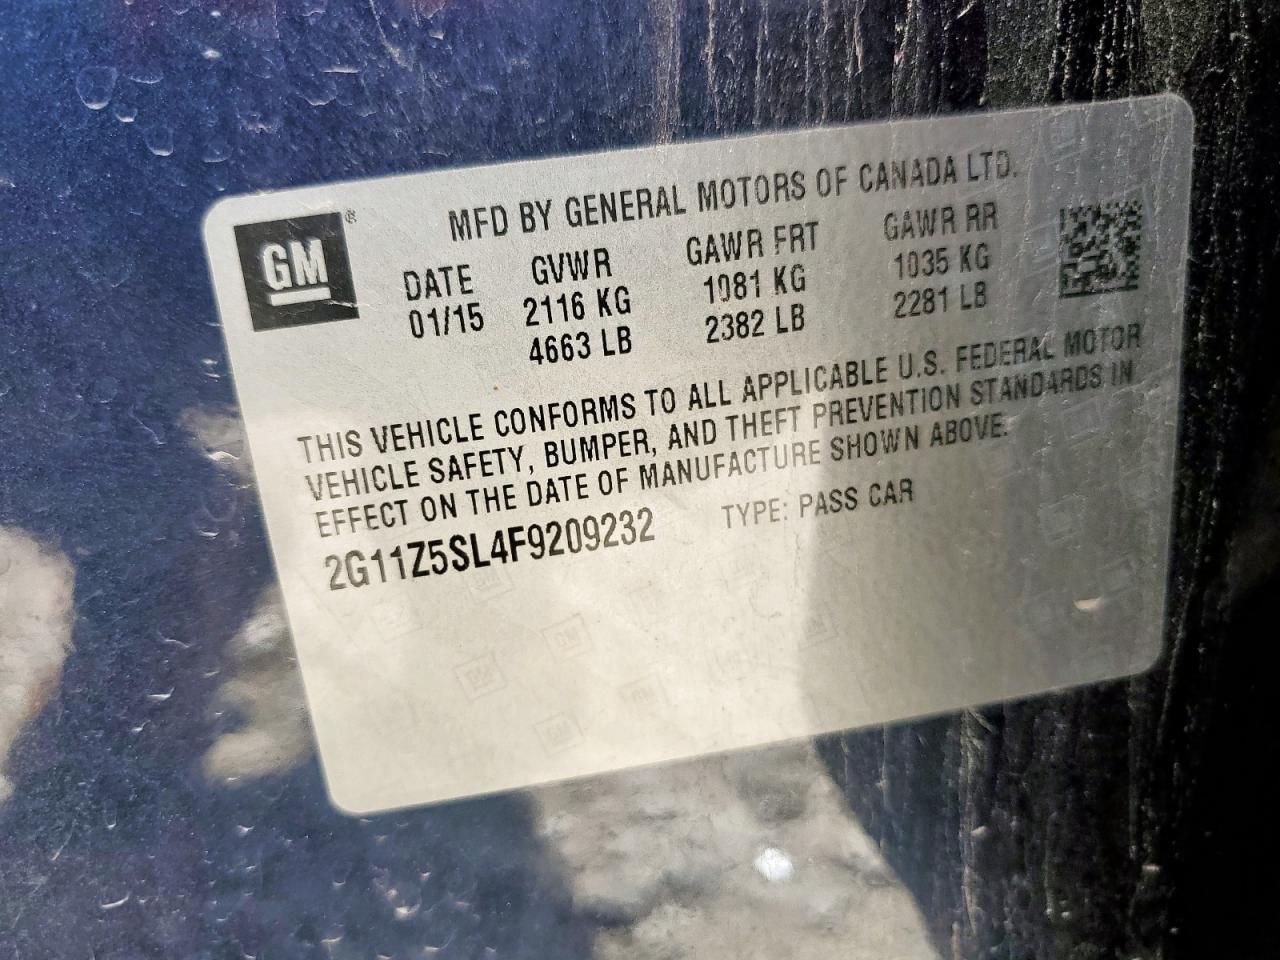 GM®
MFD BY GENERAL MOTORS OF CANADA LTD.
DATE GVWR GAWR FRT GAWR RR
01/15 2116 KG 1081 KG 1035 KG
4663 LB 2382 LB 2281 LB
THIS VEHICLE CONFORMS TO ALL APPLICABLE U.S. FEDERAL MOTOR
VEHICLE SAFETY, BUMPER, AND THEFT PREVENTION STANDARDS IN
EFFECT ON THE DATE OF MANUFACTURE SHOWN ABOVE.
2G11Z5SL4F9209232 TYPE: PASS CAR